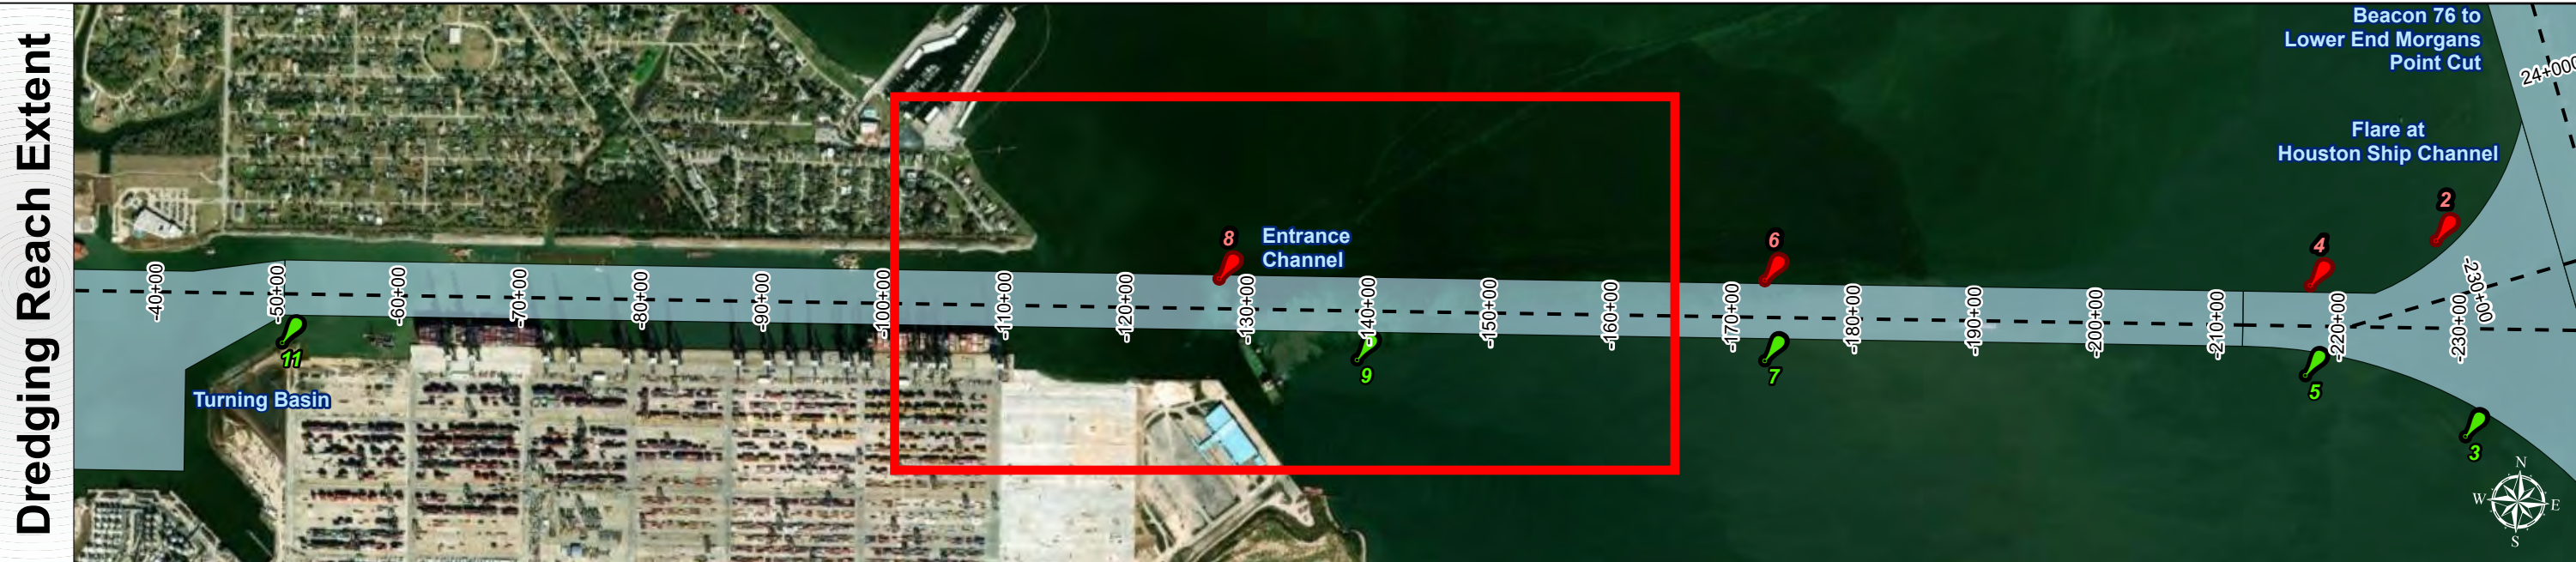 Dredging Reach Extent
Beacon 76 to
Lower End Morgans
Point Cut
24+000
Flare at
Houston Ship Channel
2
8
Entrance
Channel
6
4
-40+00
-50+00
-60+00
-70+00
-80+00
-90+00
-100+00
-110+00
-120+00
-130+00
-140+00
-150+00
-160+00
-170+00
-180+00
-190+00
-200+00
-210+00
-220+00
-230+00
-230+00
11
9
7
5
3
Turning Basin
N
W
E
S